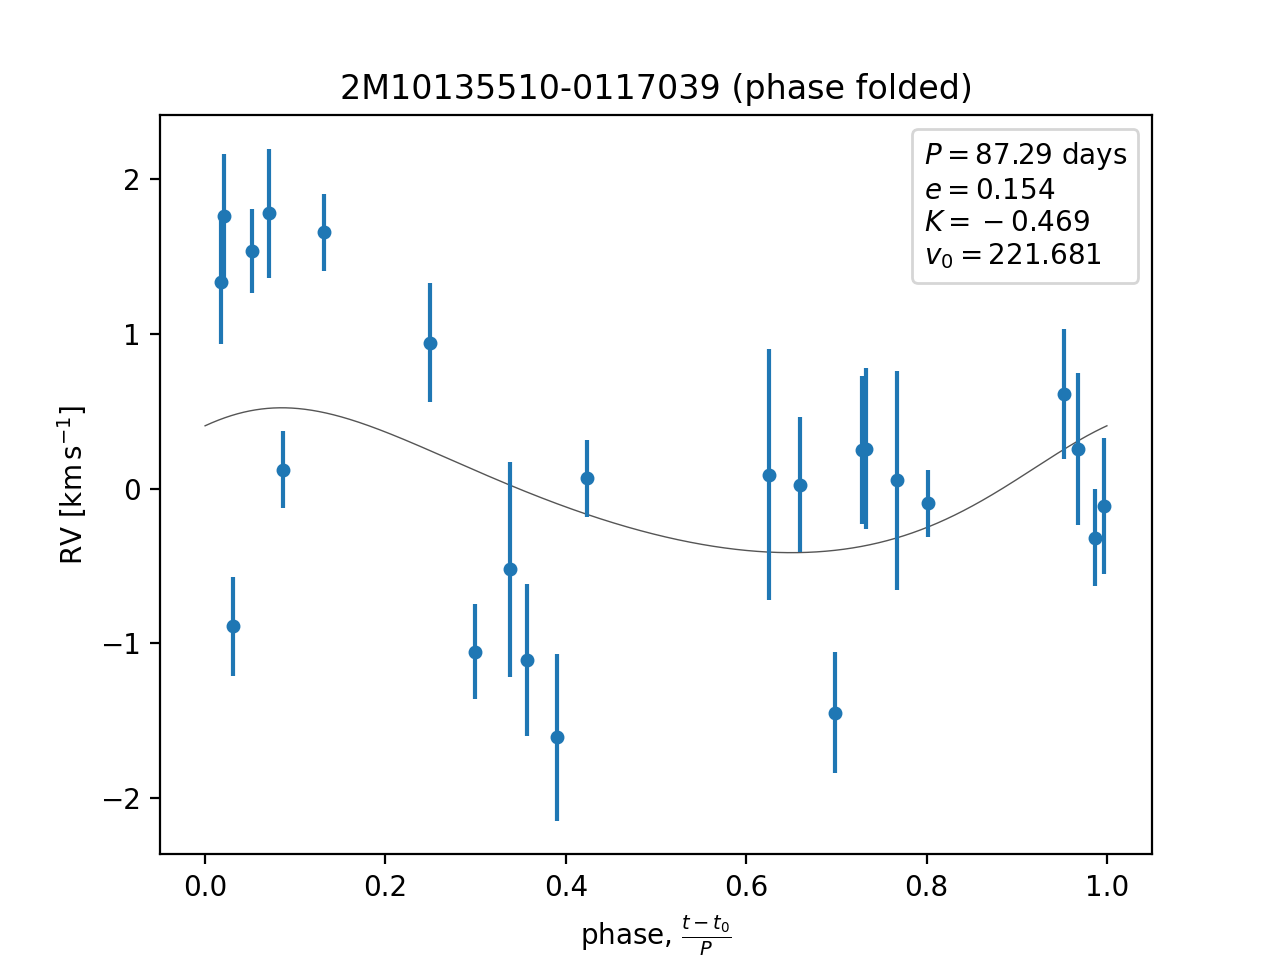 2M10135510-0117039 (phase folded)
P = 87.29 days
e = 0.154
K = −0.469
v₀ = 221.681
2
1
0
−1
−2
RV [km s⁻¹]
0.0 0.2 0.4 0.6 0.8 1.0
phase, (t − t₀)/P